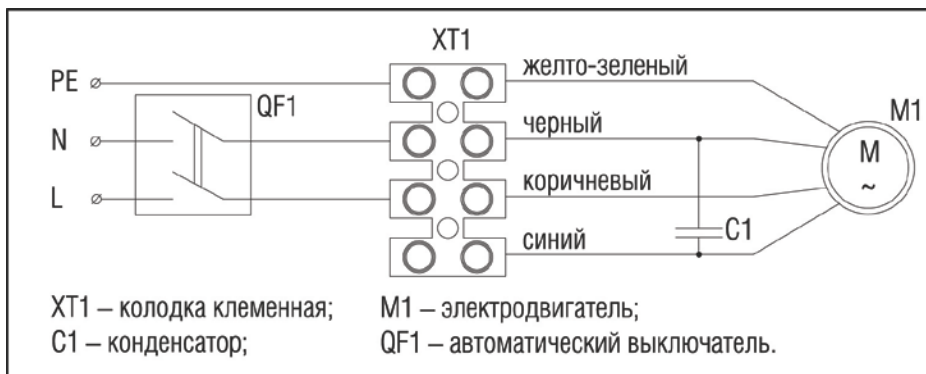 XT1
PE
желто-зеленый
QF1
M1
N
черный
M
~
L
коричневый
C1
синий
XT1 – колодка клеменная;
M1 – электродвигатель;
C1 – конденсатор;
QF1 – автоматический выключатель.